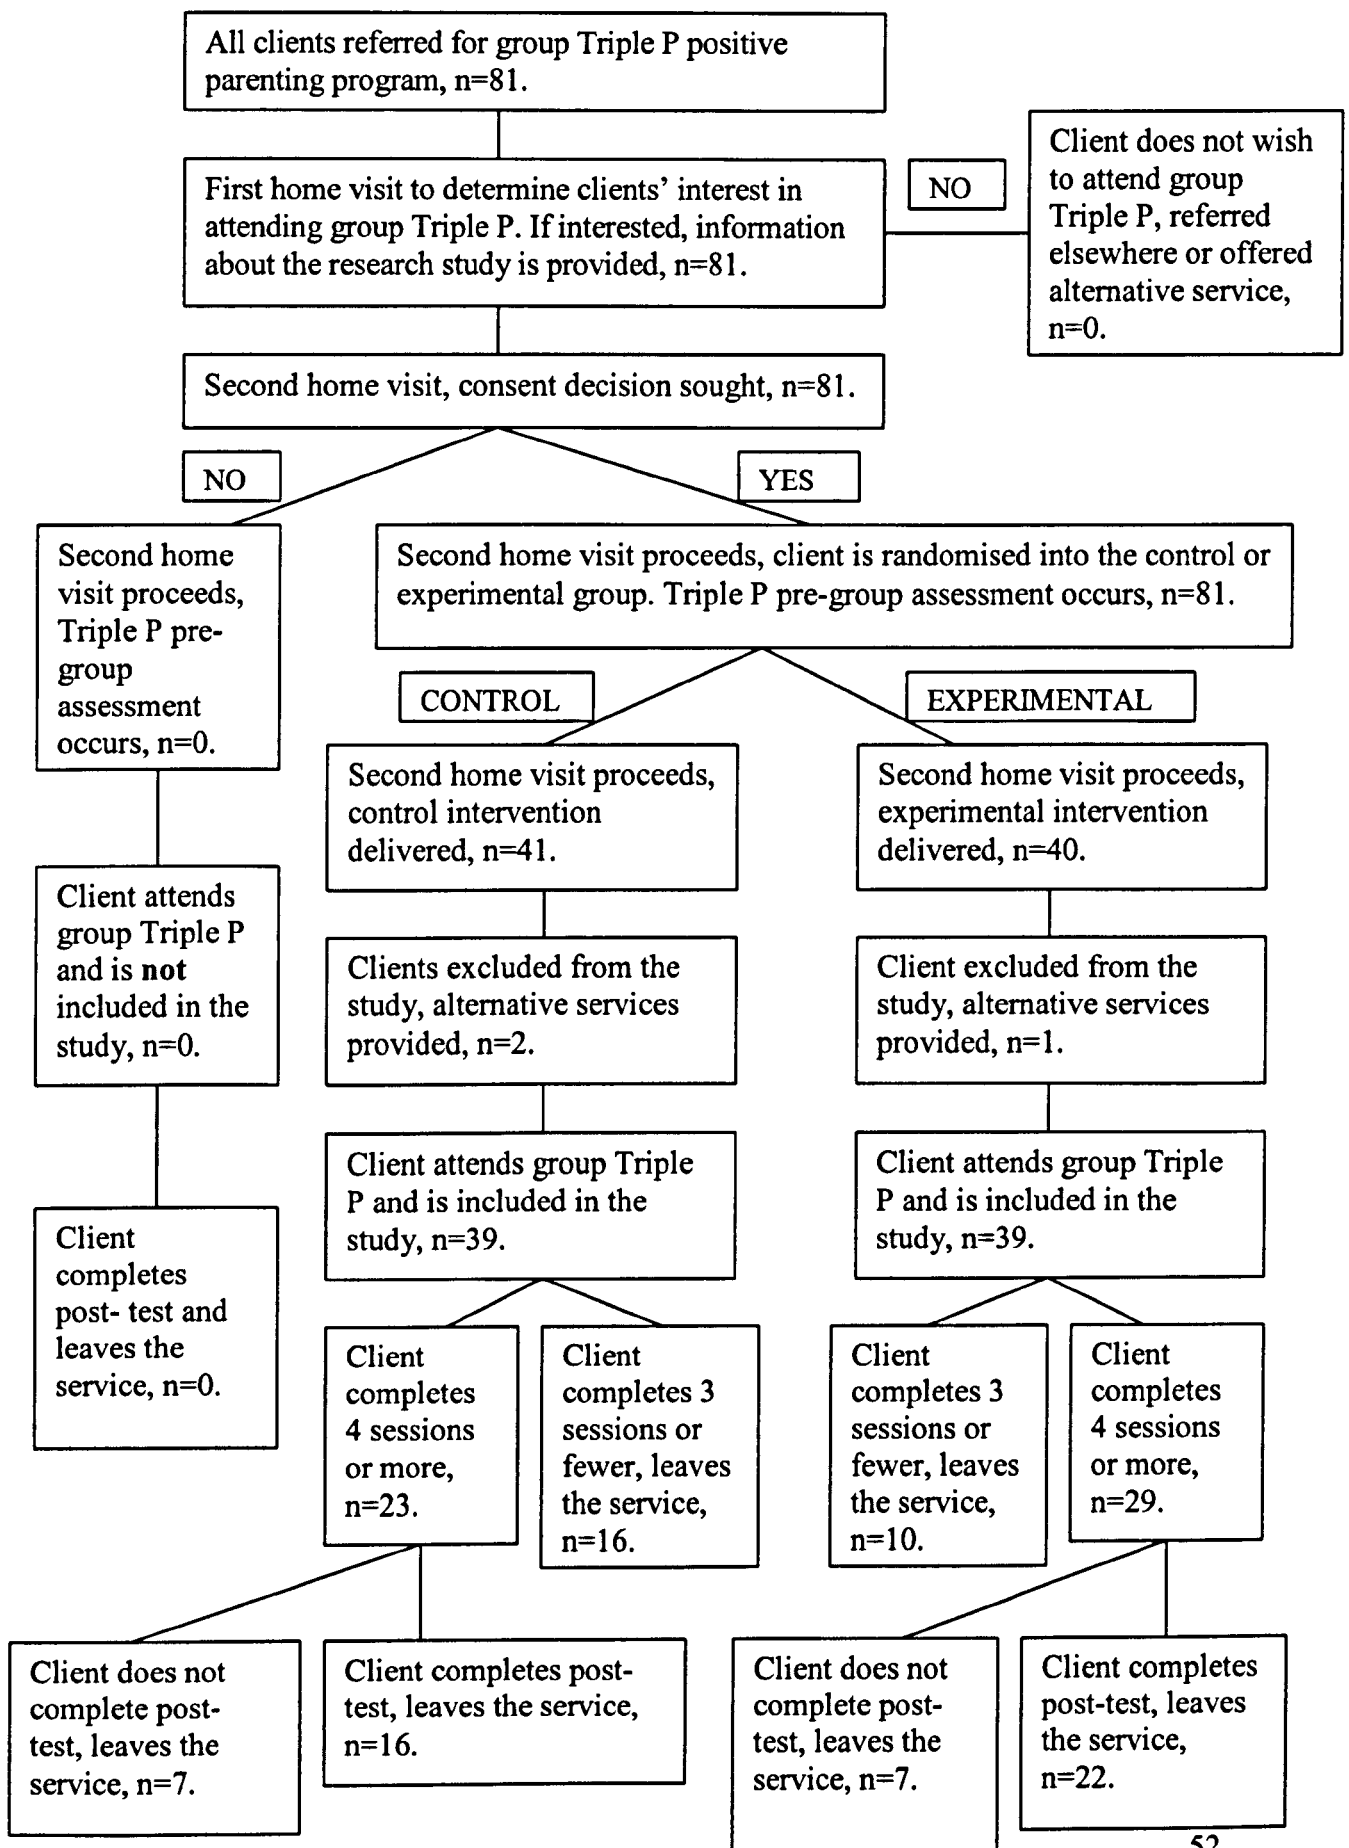 All clients referred for group Triple P positive
parenting program, n=81.
First home visit to determine clients' interest in
attending group Triple P. If interested, information
about the research study is provided, n=81.
NO
Client does not wish
to attend group
Triple P, referred
elsewhere or offered
alternative service,
n=0.
Second home visit, consent decision sought, n=81.
NO
YES
Second home
visit proceeds,
Triple P pre-
group
assessment
occurs, n=0.
Second home visit proceeds, client is randomised into the control or
experimental group. Triple P pre-group assessment occurs, n=81.
CONTROL
EXPERIMENTAL
Second home visit proceeds,
control intervention
delivered, n=41.
Second home visit proceeds,
experimental intervention
delivered, n=40.
Client attends
group Triple P
and is not
included in the
study, n=0.
Clients excluded from the
study, alternative services
provided, n=2.
Client excluded from the
study, alternative services
provided, n=1.
Client attends group Triple
P and is included in the
study, n=39.
Client attends group Triple
P and is included in the
study, n=39.
Client
completes
post- test and
leaves the
service, n=0.
Client
completes
4 sessions
or more,
n=23.
Client
completes 3
sessions or
fewer, leaves
the service,
n=16.
Client
completes 3
sessions or
fewer, leaves
the service,
n=10.
Client
completes
4 sessions
or more,
n=29.
Client does not
complete post-
test, leaves the
service, n=7.
Client completes post-
test, leaves the service,
n=16.
Client does not
complete post-
test, leaves the
service, n=7.
Client completes
post-test, leaves
the service,
n=22.
52